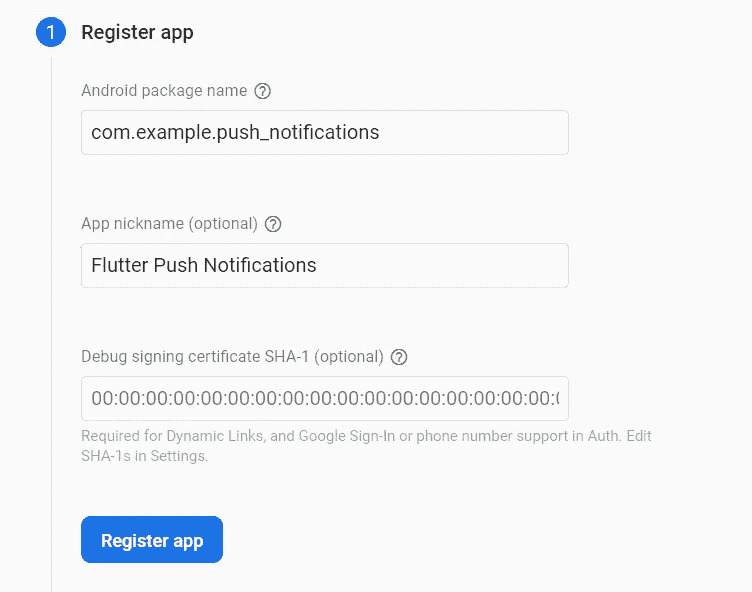 1 Register app
Android package name ?
com.example.push_notifications
App nickname (optional) ?
Flutter Push Notifications
Debug signing certificate SHA-1 (optional) ?
00:00:00:00:00:00:00:00:00:00:00:00:00:00:00:00:00:0
Required for Dynamic Links, and Google Sign-In or phone number support in Auth. Edit
SHA-1s in Settings.
Register app